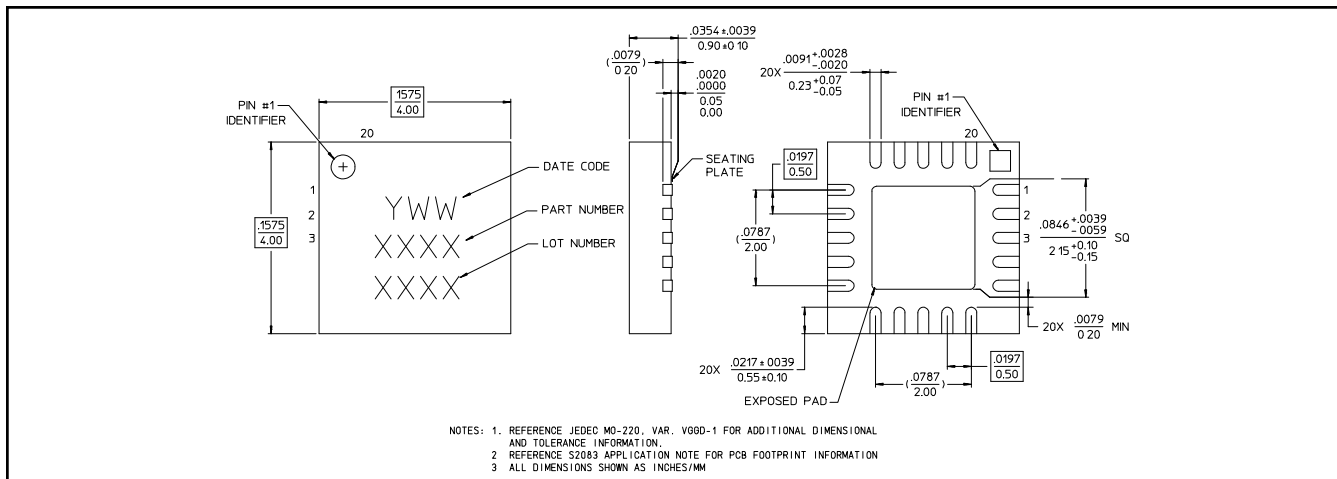 PIN #1
IDENTIFIER
.1575
4.00
20
.1575
4.00
1
2
3
YWW
XXXX
XXXX
DATE CODE
PART NUMBER
LOT NUMBER
.0354 ±.0039
0.90 ±0 10
(.0079
0 20)
.0020
.0000
0.05
0.00
SEATING
PLATE
20X .0091 +.0028 -.0020
0.23 +0.07 -0.05
PIN #1
IDENTIFIER
20
.0197
0.50
(.0787
2.00)
1
2
3
.0846 +.0039 -.0059 SQ
2 15 +0.10 -0.15
20X .0079 MIN
0 20
20X .0217 ± 0039
0.55 ±0.10
(.0787
2.00)
.0197
0.50
EXPOSED PAD
NOTES: 1. REFERENCE JEDEC MO-220, VAR. VGGD-1 FOR ADDITIONAL DIMENSIONAL
AND TOLERANCE INFORMATION.
2 REFERENCE S2083 APPLICATION NOTE FOR PCB FOOTPRINT INFORMATION
3 ALL DIMENSIONS SHOWN AS INCHES/MM